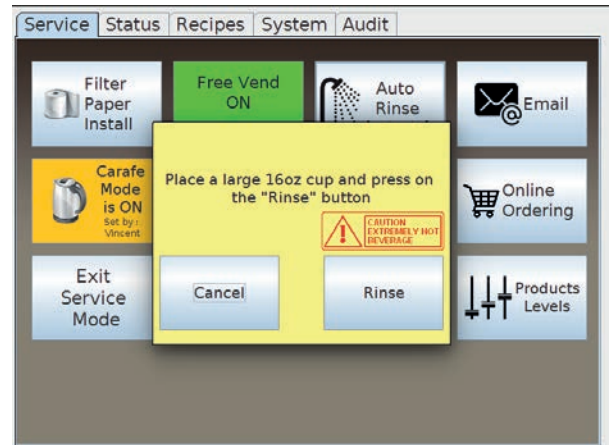 Service Status Recipes System Audit
Filter
Paper
Install
Free Vend
ON
Auto
Rinse
Email
Carafe
Mode
is ON
Set by:
Vincent
Place a large 16oz cup and press on
the "Rinse" button
CAUTION
EXTREMELY HOT
BEVERAGE
Online
Ordering
Exit
Service
Mode
Cancel
Rinse
Products
Levels